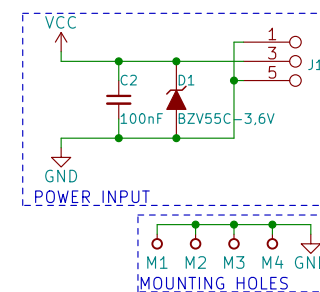 VCC
1
3
J1
5
C2
D1
100nF
BZV55C-3,6V
GND
POWER INPUT
M1 M2 M3 M4 GN
MOUNTING HOLES